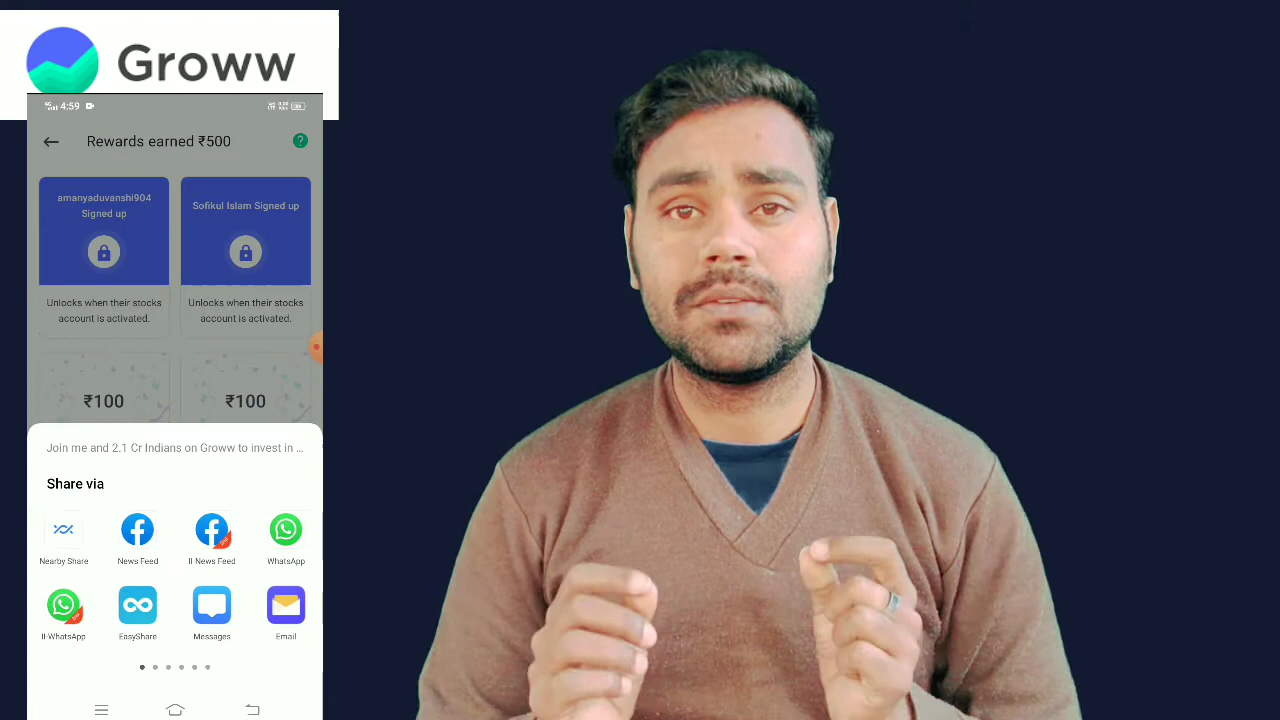 Groww
4:59
Rewards earned ₹500
?
amanyaduvanshi904
Signed up
Sofikul Islam Signed up
Unlocks when their stocks
account is activated.
Unlocks when their stocks
account is activated.
₹100
₹100
Join me and 2.1 Cr Indians on Groww to invest in ...
Share via
Nearby Share
News Feed
II News Feed
WhatsApp
II-WhatsApp
EasyShare
Messages
Email